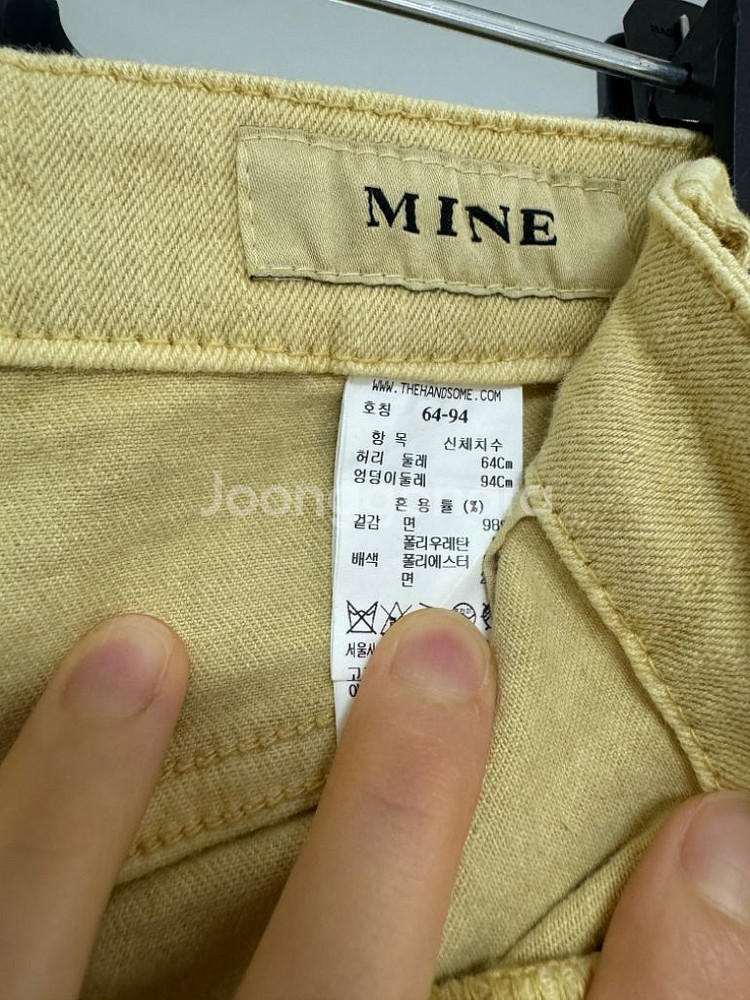 MINE
WWW.THEHANDSOME.COM
호칭 64-94
항 목 신체치수
허리 둘레 64Cm
엉덩이둘레 94Cm
혼 용 률 (%)
겉감 면
폴리우레탄
배색 폴리에스터
면